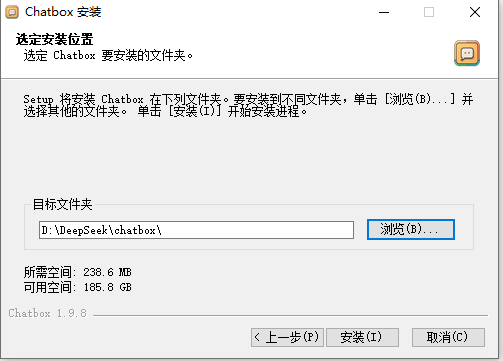 Chatbox 安装
选定安装位置
选定 Chatbox 要安装的文件夹。
Setup 将安装 Chatbox 在下列文件夹。要安装到不同文件夹，单击 [浏览(B)...] 并
选择其他的文件夹。 单击 [安装(I)] 开始安装进程。
目标文件夹
D:\DeepSeek\chatbox\
浏览(B)...
所需空间: 238.6 MB
可用空间: 185.8 GB
Chatbox 1.9.8
< 上一步(P)
安装(I)
取消(C)